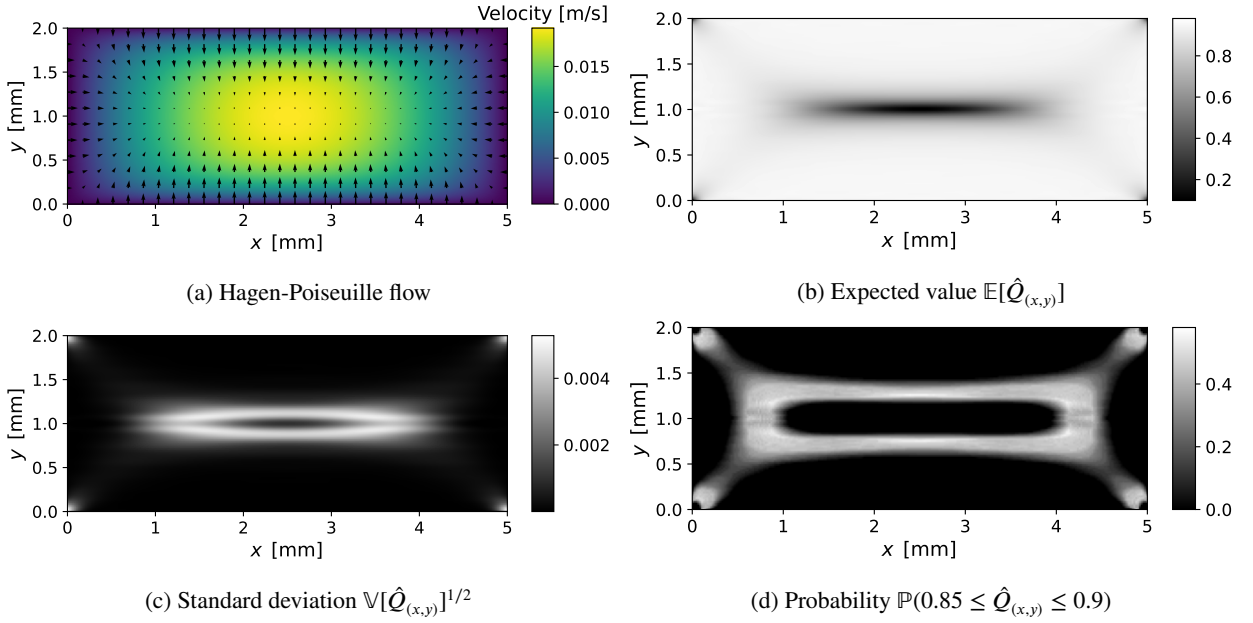 Velocity [m/s]
2.0
1.5
1.0
0.5
0.0
y [mm]
0 1 2 3 4 5
x [mm]
0.015
0.010
0.005
0.000
(a) Hagen-Poiseuille flow
2.0
1.5
1.0
0.5
0.0
y [mm]
0 1 2 3 4 5
x [mm]
0.8
0.6
0.4
0.2
(b) Expected value 𝔼[Q̂₍ₓ,ᵧ₎]
2.0
1.5
1.0
0.5
0.0
y [mm]
0 1 2 3 4 5
x [mm]
0.004
0.002
(c) Standard deviation 𝕍[Q̂₍ₓ,ᵧ₎]^{1/2}
2.0
1.5
1.0
0.5
0.0
y [mm]
0 1 2 3 4 5
x [mm]
0.4
0.2
0.0
(d) Probability ℙ(0.85 ≤ Q̂₍ₓ,ᵧ₎ ≤ 0.9)